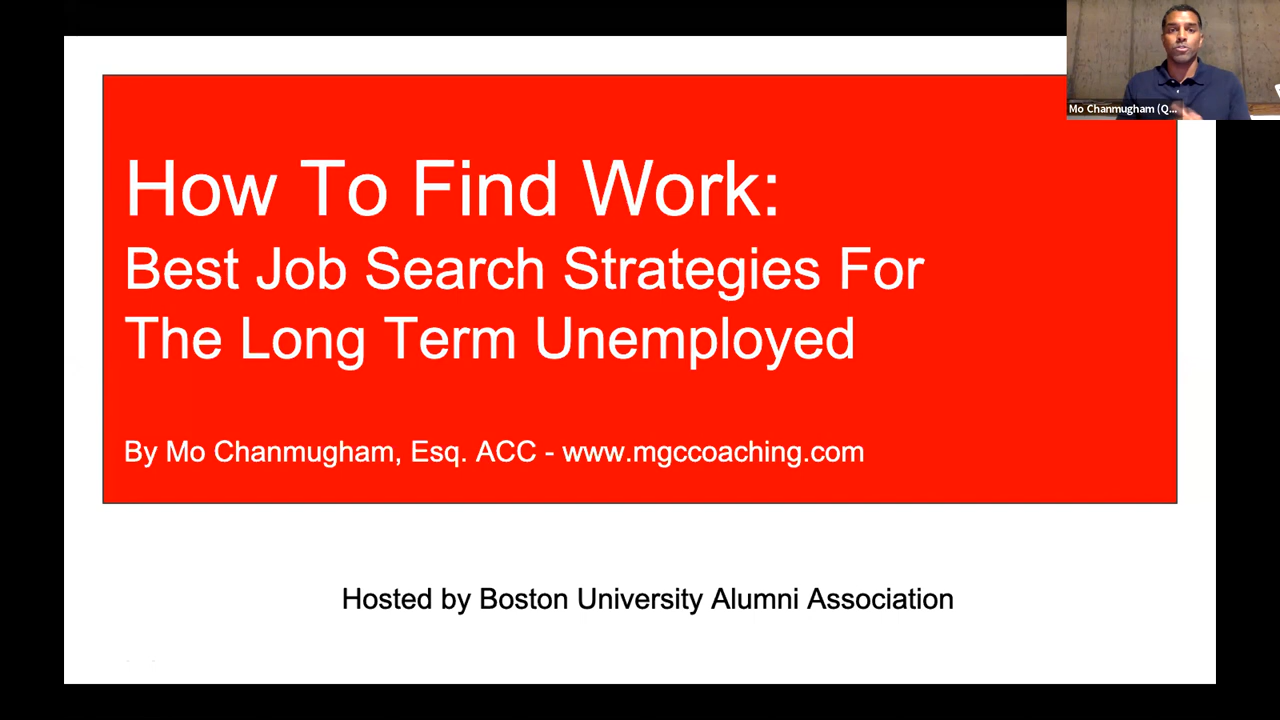 Mo Chanmugham (Q...
How To Find Work:
Best Job Search Strategies For
The Long Term Unemployed
By Mo Chanmugham, Esq. ACC - www.mgccoaching.com
Hosted by Boston University Alumni Association